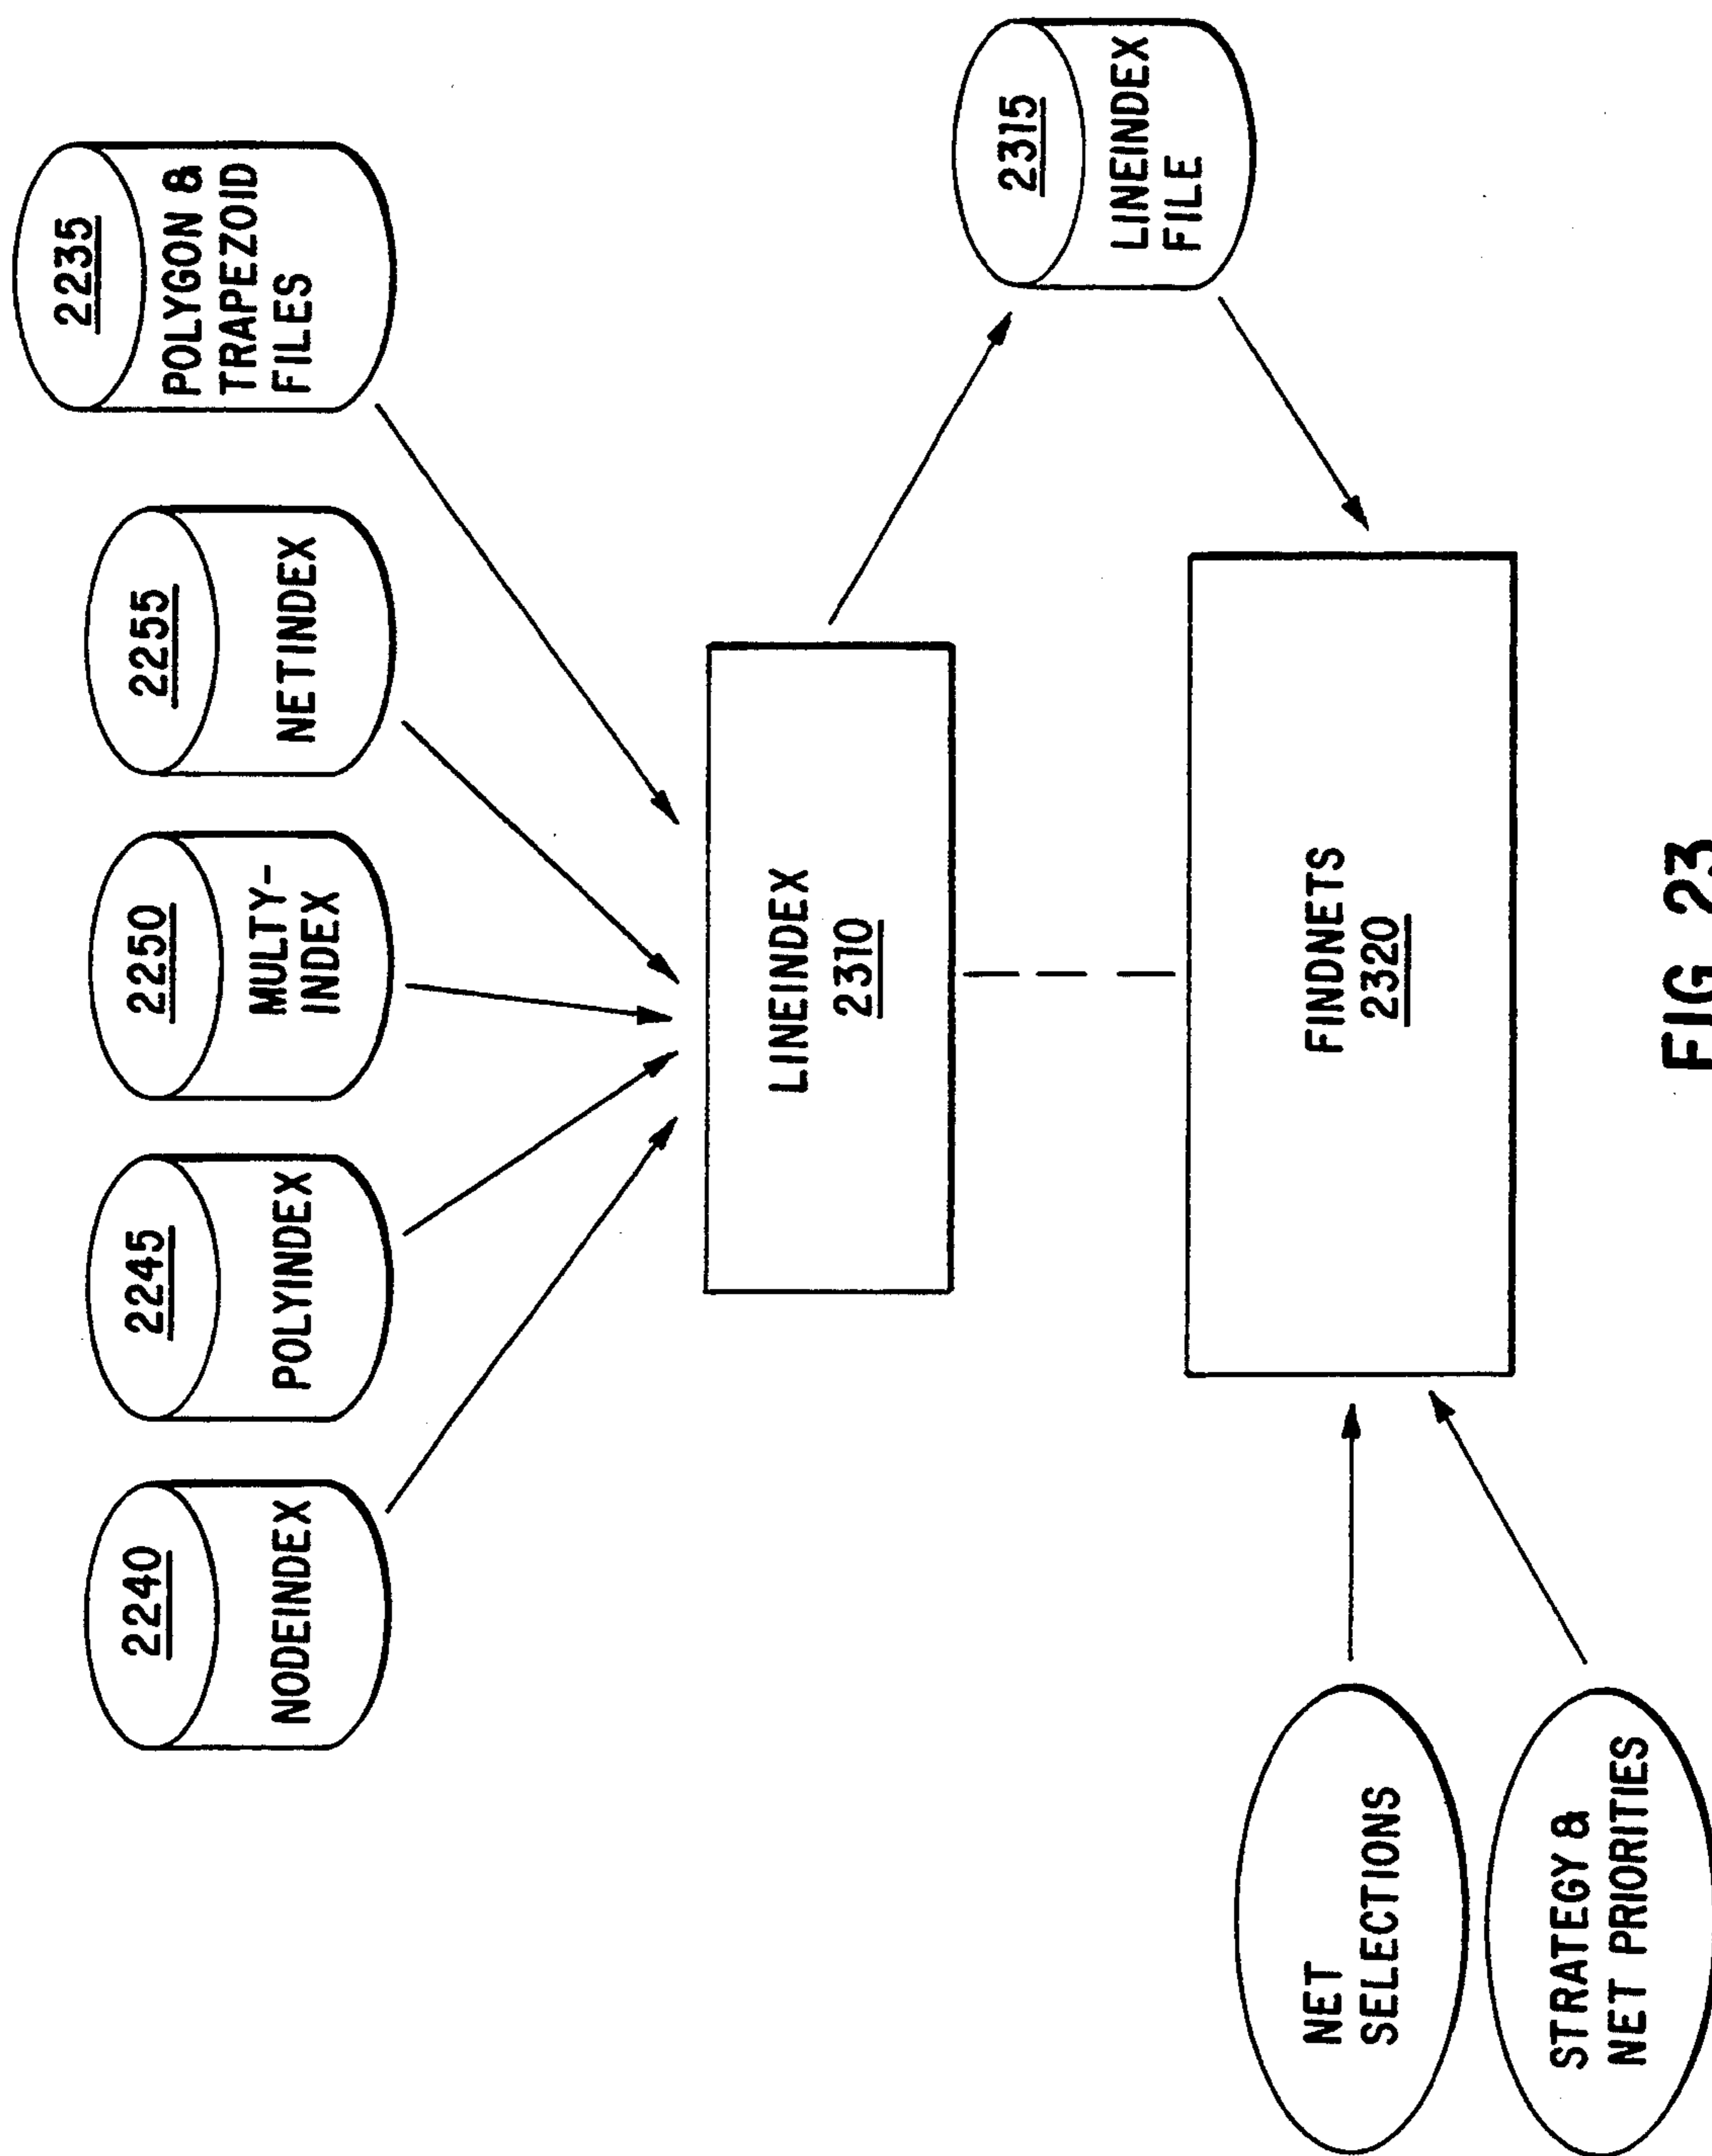 2240
NODEINDEX
2245
POLYINDEX
2250
MULTY-
INDEX
2255
NETINDEX
2235
POLYGON &
TRAPEZOID
FILES
LINEINDEX
2310
2315
LINEINDEX
FILE
NET
SELECTIONS
FINDNETS
2320
STRATEGY &
NET PRIORITIES
FIG 23